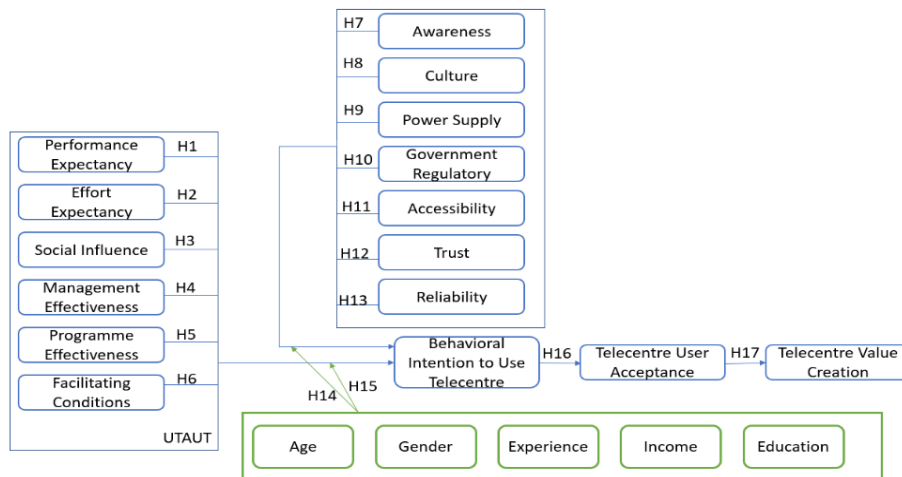 H7
Awareness
H8
Culture
H9
Power Supply
H10
Government
Regulatory
H11
Accessibility
H12
Trust
H13
Reliability
Performance
Expectancy
H1
Effort
Expectancy
H2
Social Influence
H3
Management
Effectiveness
H4
Programme
Effectiveness
H5
Facilitating
Conditions
H6
UTAUT
Behavioral
Intention to Use
Telecentre
H16
Telecentre User
Acceptance
H17
Telecentre Value
Creation
H14
H15
Age
Gender
Experience
Income
Education